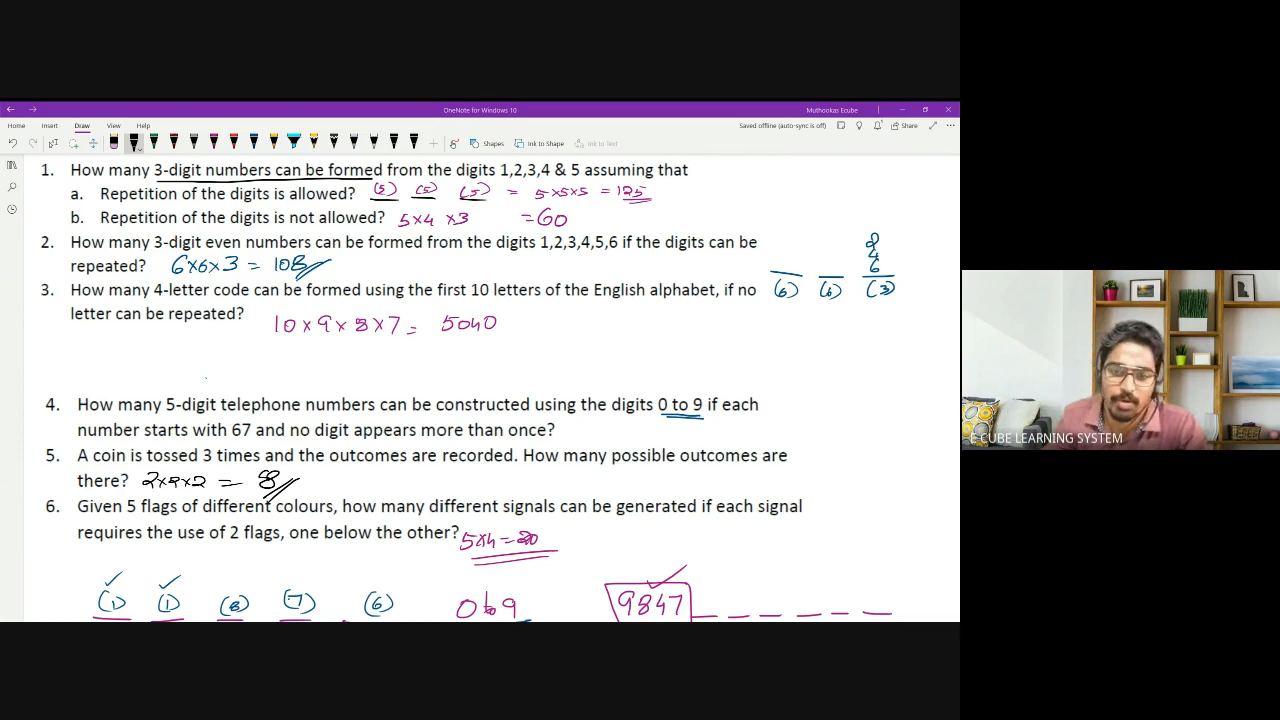 OneNote for Windows 10
Muthookas Ecube
Home Insert Draw View Help
Saved offline (auto-sync is off) Share
Shapes Ink to Shape Ink to Text
1. How many 3-digit numbers can be formed from the digits 1,2,3,4 & 5 assuming that
a. Repetition of the digits is allowed? (5) (5) (5) = 5×5×5 = 125
b. Repetition of the digits is not allowed? 5×4×3 = 60
2. How many 3-digit even numbers can be formed from the digits 1,2,3,4,5,6 if the digits can be
repeated? 6×6×3 = 108
2
4
6
(6) (6) (3)
3. How many 4-letter code can be formed using the first 10 letters of the English alphabet, if no
letter can be repeated?
10×9×8×7 = 5040
4. How many 5-digit telephone numbers can be constructed using the digits 0 to 9 if each
number starts with 67 and no digit appears more than once?
5. A coin is tossed 3 times and the outcomes are recorded. How many possible outcomes are
there? 2×2×2 = 8
6. Given 5 flags of different colours, how many different signals can be generated if each signal
requires the use of 2 flags, one below the other?
5×4=20
(1) (1) (8) (7) (6) 0 to 9 9847
E CUBE LEARNING SYSTEM